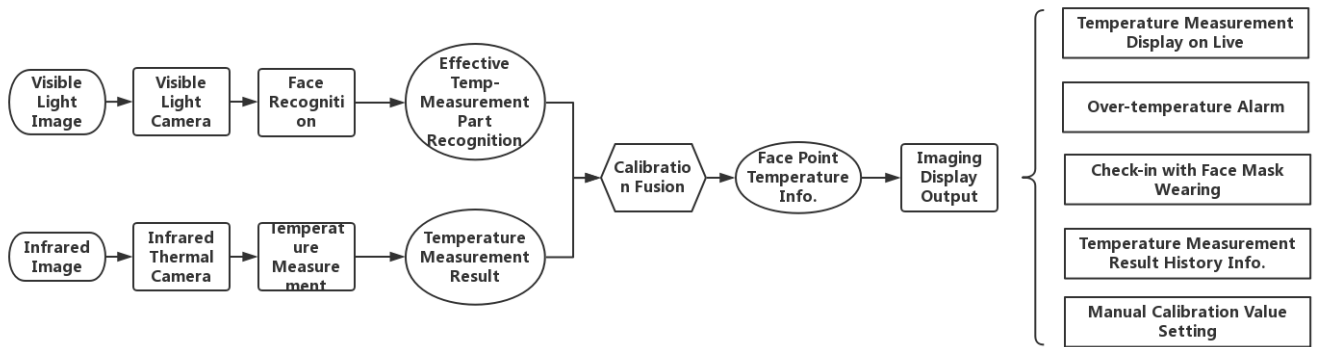 Visible
Light
Image
Visible
Light
Camera
Face
Recogniti
on
Effective
Temp-
Measurement
Part
Recognition
Infrared
Image
Infrared
Thermal
Camera
Temperat
ure
Measure
ment
Temperature
Measurement
Result
Calibratio
n Fusion
Face Point
Temperature
Info.
Imaging
Display
Output
Temperature Measurement
Display on Live
Over-temperature Alarm
Check-in with Face Mask
Wearing
Temperature Measurement
Result History Info.
Manual Calibration Value
Setting